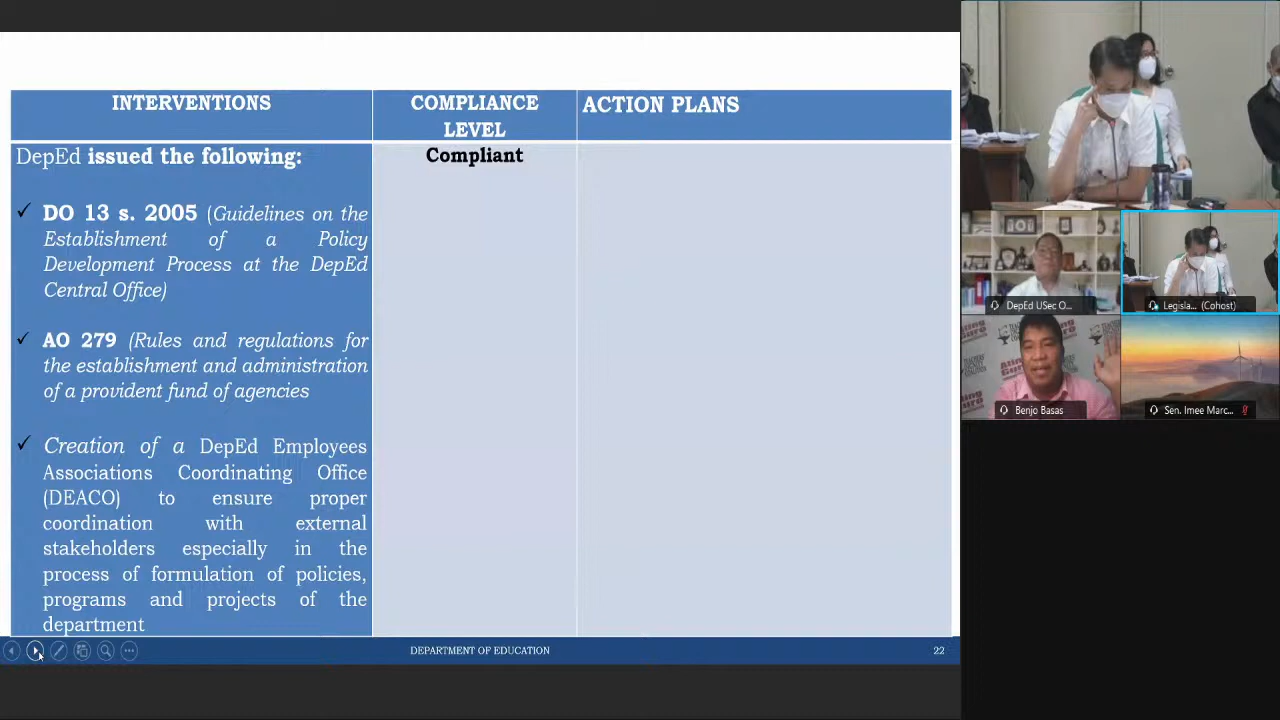 INTERVENTIONS
COMPLIANCE
LEVEL
ACTION PLANS
DepEd issued the following:
Compliant
✓ DO 13 s. 2005 (Guidelines on the
Establishment of a Policy
Development Process at the DepEd
Central Office)
✓ AO 279 (Rules and regulations for
the establishment and administration
of a provident fund of agencies
✓ Creation of a DepEd Employees
Associations Coordinating Office
(DEACO) to ensure proper
coordination with external
stakeholders especially in the
process of formulation of policies,
programs and projects of the
department
DEPARTMENT OF EDUCATION
22
DepEd USec O...
Legisla... (Cohost)
Benjo Basas
Sen. Imee Marc...